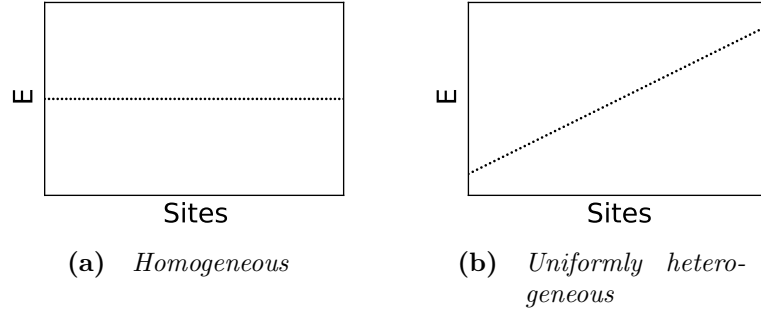 E
Sites
(a) Homogeneous
E
Sites
(b) Uniformly hetero-
geneous